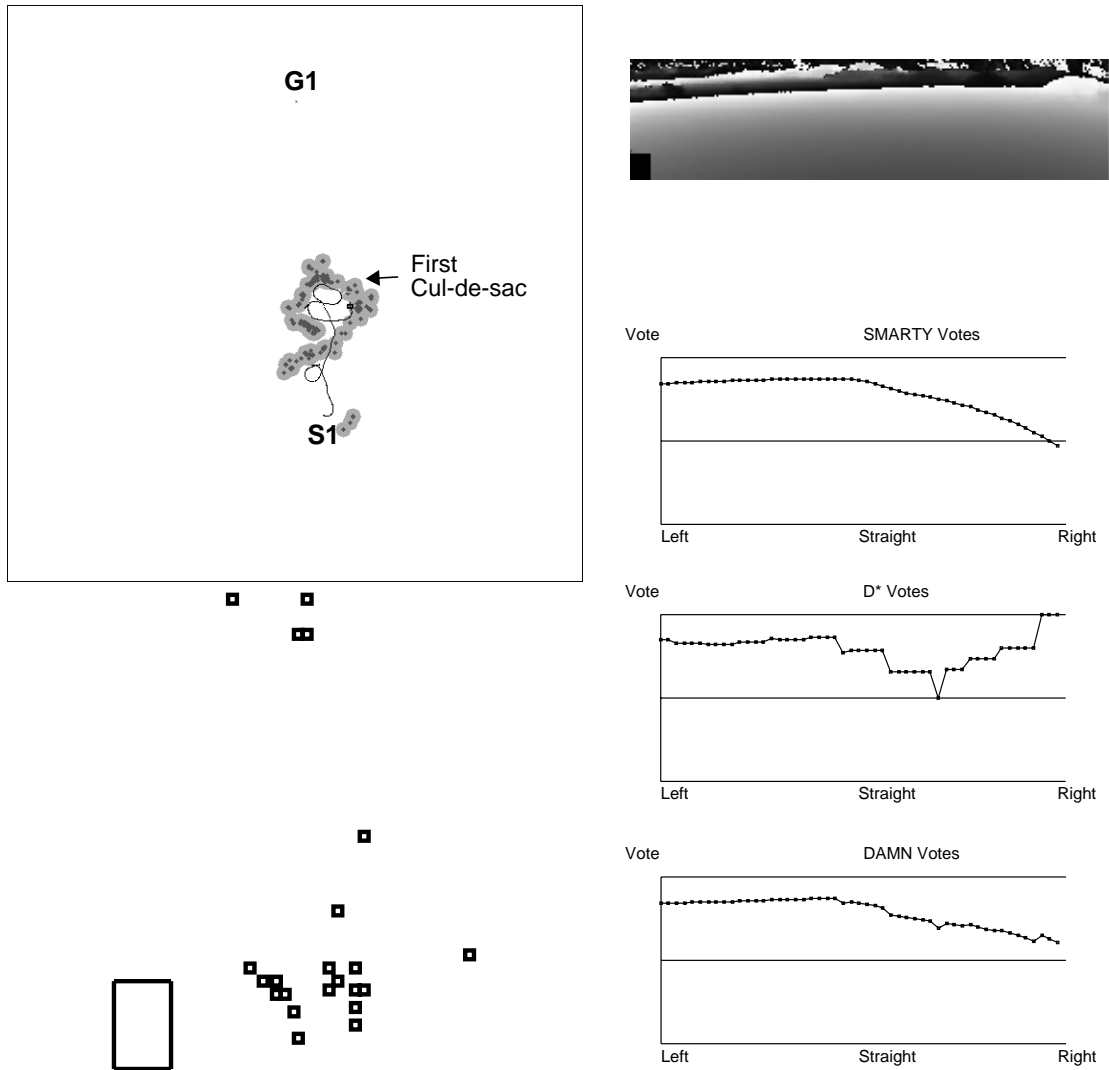 G1
First
Cul-de-sac
S1
Vote SMARTY Votes
Left Straight Right
Vote D* Votes
Left Straight Right
Vote DAMN Votes
Left Straight Right